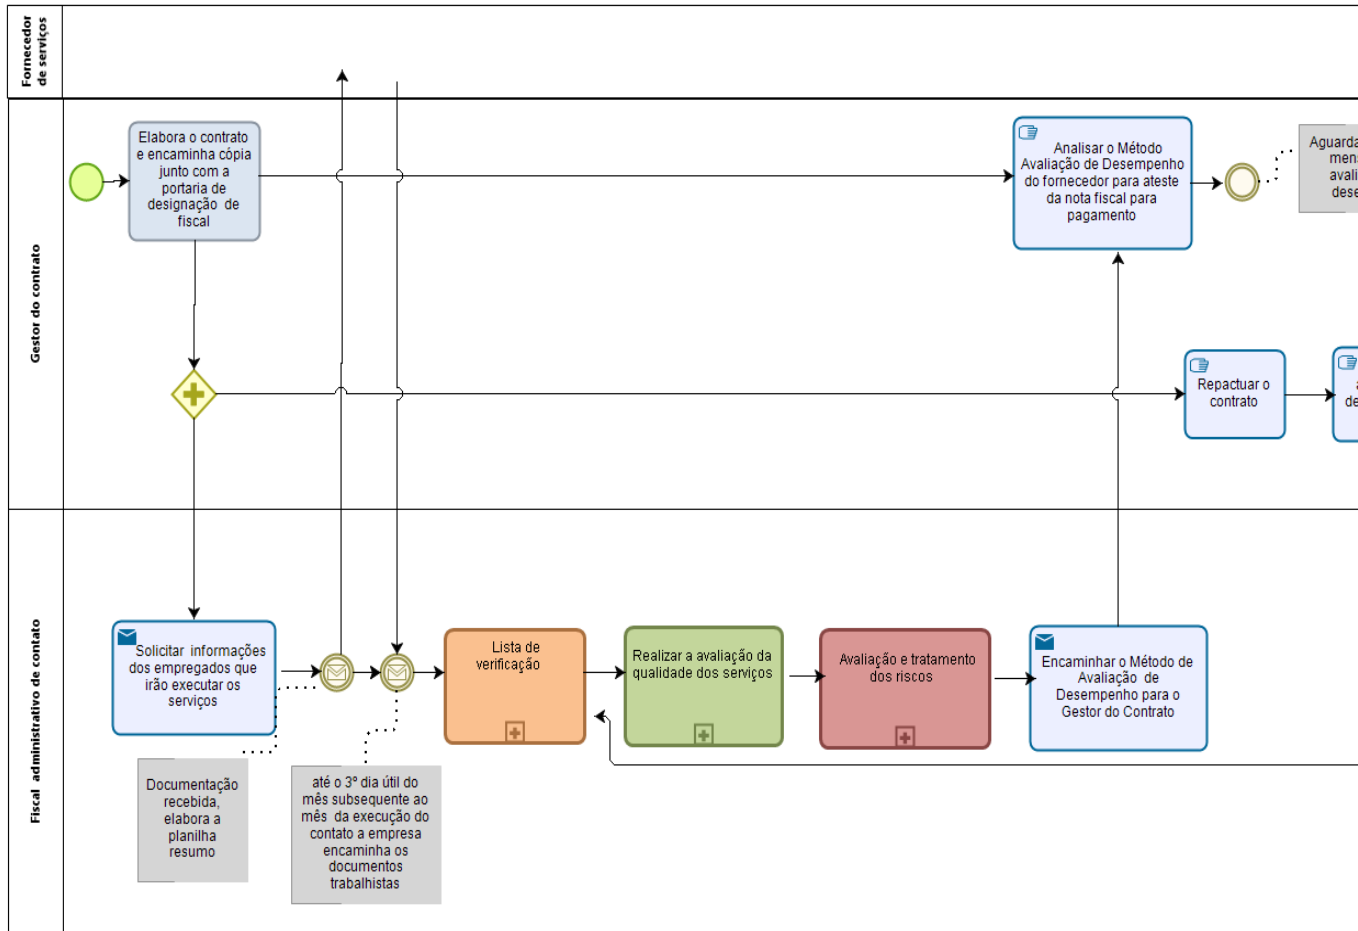 Fornecedor
de serviços
Gestor do contrato
Elabora o contrato
e encaminha cópia
junto com a
portaria de
designação de
fiscal
Analisar o Método
Avaliação de Desempenho
do fornecedor para ateste
da nota fiscal para
pagamento
Aguarda
Repactuar o
contrato
Fiscal administrativo de contato
Solicitar informações
dos empregados que
irão executar os
serviços
Lista de
verificação
Realizar a avaliação da
qualidade dos serviços
Avaliação e tratamento
dos riscos
Encaminhar o Método de
Avaliação de
Desempenho para o
Gestor do Contrato
Documentação
recebida,
elabora a
planilha
resumo
até o 3º dia útil do
mês subsequente ao
mês da execução do
contato a empresa
encaminha os
documentos
trabalhistas